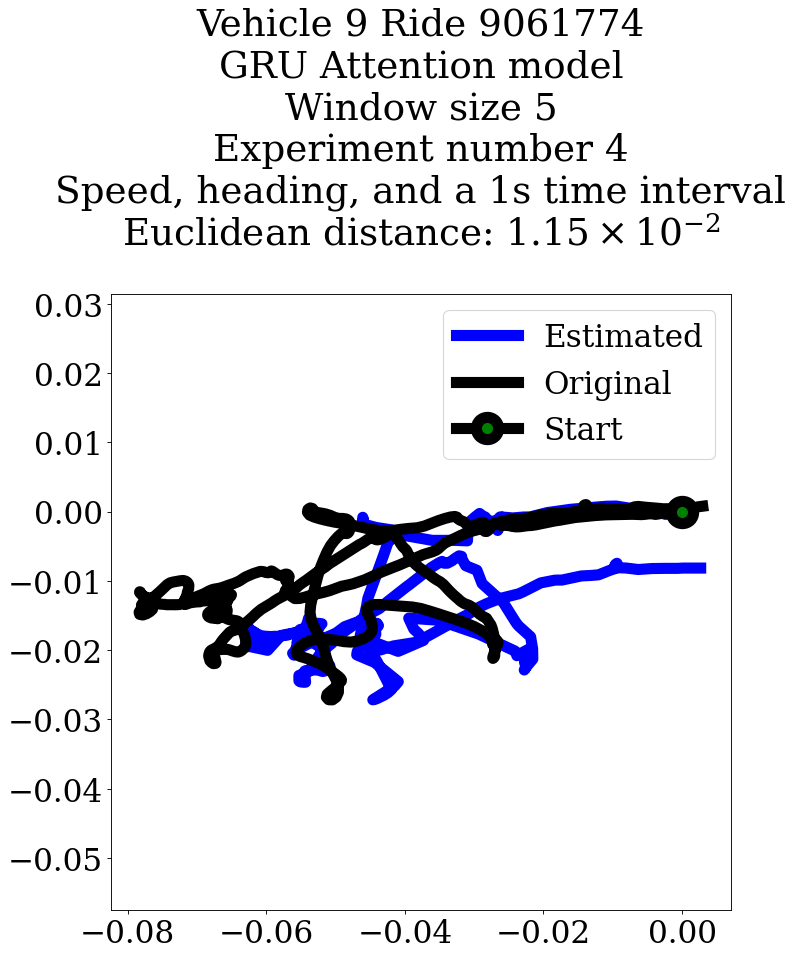 Vehicle 9 Ride 9061774
GRU Attention model
Window size 5
Experiment number 4
Speed, heading, and a 1s time interval
Euclidean distance: 1.15 × 10⁻²
Estimated
Original
Start
0.03
0.02
0.01
0.00
−0.01
−0.02
−0.03
−0.04
−0.05
−0.08 −0.06 −0.04 −0.02 0.00